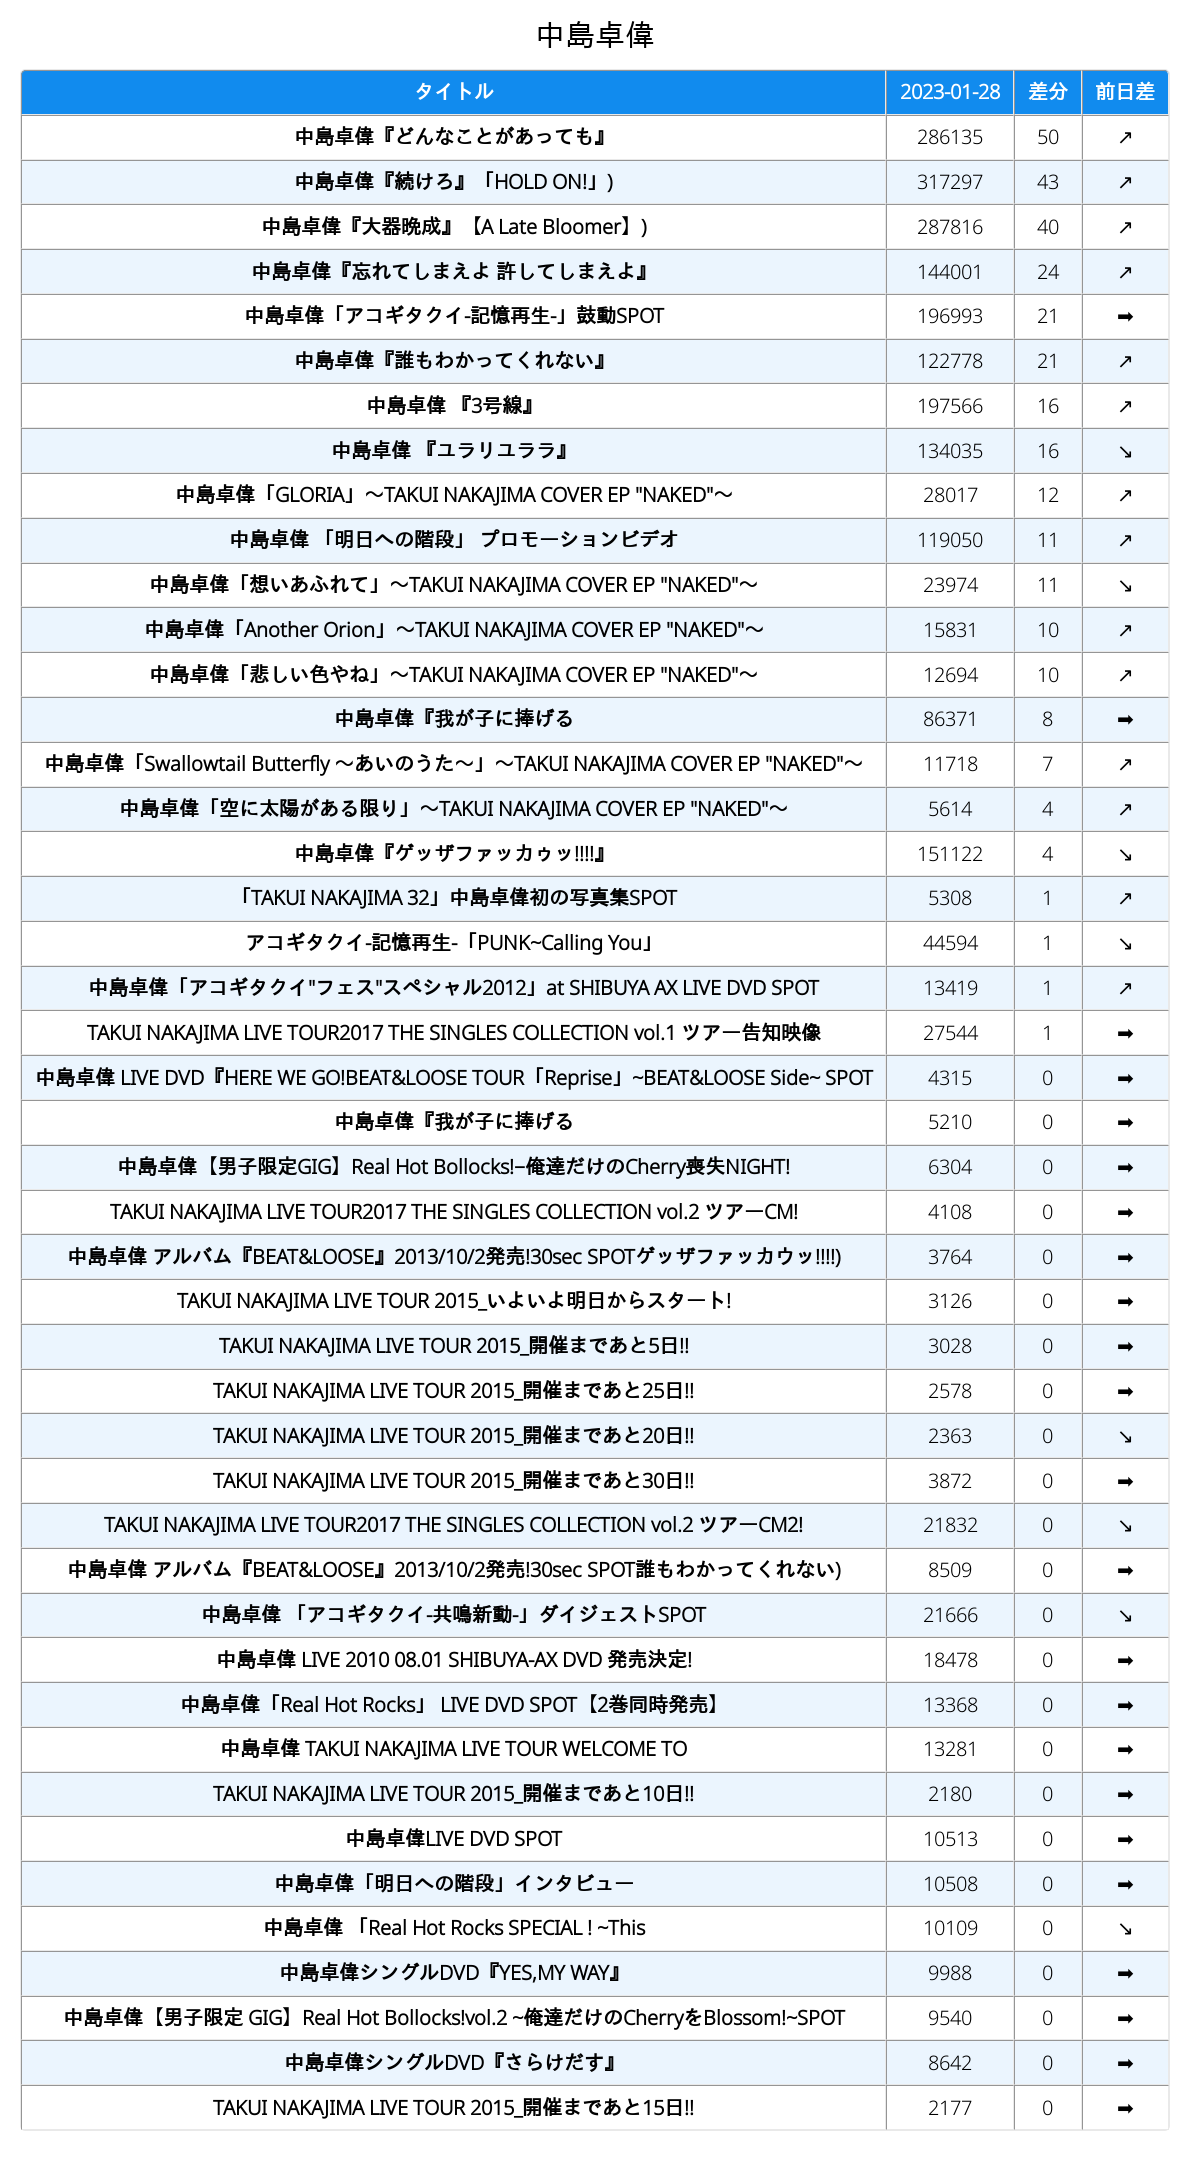 中島卓偉
タイトル 2023-01-28 差分 前日差
中島卓偉『どんなことがあっても』 286135 50 ↗
中島卓偉『続けろ』「HOLD ON!」) 317297 43 ↗
中島卓偉『大器晩成』【A Late Bloomer】) 287816 40 ↗
中島卓偉『忘れてしまえよ 許してしまえよ』 144001 24 ↗
中島卓偉「アコギタクイ-記憶再生-」鼓動SPOT 196993 21 ➡
中島卓偉『誰もわかってくれない』 122778 21 ↗
中島卓偉 『3号線』 197566 16 ↗
中島卓偉 『ユラリユララ』 134035 16 ↘
中島卓偉「GLORIA」〜TAKUI NAKAJIMA COVER EP "NAKED"〜 28017 12 ↗
中島卓偉 「明日への階段」 プロモーションビデオ 119050 11 ↗
中島卓偉「想いあふれて」〜TAKUI NAKAJIMA COVER EP "NAKED"〜 23974 11 ↘
中島卓偉「Another Orion」〜TAKUI NAKAJIMA COVER EP "NAKED"〜 15831 10 ↗
中島卓偉「悲しい色やね」〜TAKUI NAKAJIMA COVER EP "NAKED"〜 12694 10 ↗
中島卓偉『我が子に捧げる 86371 8 ➡
中島卓偉「Swallowtail Butterfly 〜あいのうた〜」〜TAKUI NAKAJIMA COVER EP "NAKED"〜 11718 7 ↗
中島卓偉「空に太陽がある限り」〜TAKUI NAKAJIMA COVER EP "NAKED"〜 5614 4 ↗
中島卓偉『ゲッザファッカゥッ!!!!』 151122 4 ↘
「TAKUI NAKAJIMA 32」中島卓偉初の写真集SPOT 5308 1 ↗
アコギタクイ-記憶再生-「PUNK~Calling You」 44594 1 ↘
中島卓偉「アコギタクイ"フェス"スペシャル2012」at SHIBUYA AX LIVE DVD SPOT 13419 1 ↗
TAKUI NAKAJIMA LIVE TOUR2017 THE SINGLES COLLECTION vol.1 ツアー告知映像 27544 1 ➡
中島卓偉 LIVE DVD『HERE WE GO!BEAT&LOOSE TOUR「Reprise」~BEAT&LOOSE Side~ SPOT 4315 0 ➡
中島卓偉『我が子に捧げる 5210 0 ➡
中島卓偉【男子限定GIG】Real Hot Bollocks!−俺達だけのCherry喪失NIGHT! 6304 0 ➡
TAKUI NAKAJIMA LIVE TOUR2017 THE SINGLES COLLECTION vol.2 ツアーCM! 4108 0 ➡
中島卓偉 アルバム『BEAT&LOOSE』2013/10/2発売!30sec SPOTゲッザファッカウッ!!!!) 3764 0 ➡
TAKUI NAKAJIMA LIVE TOUR 2015_いよいよ明日からスタート! 3126 0 ➡
TAKUI NAKAJIMA LIVE TOUR 2015_開催まであと5日!! 3028 0 ➡
TAKUI NAKAJIMA LIVE TOUR 2015_開催まであと25日!! 2578 0 ➡
TAKUI NAKAJIMA LIVE TOUR 2015_開催まであと20日!! 2363 0 ↘
TAKUI NAKAJIMA LIVE TOUR 2015_開催まであと30日!! 3872 0 ➡
TAKUI NAKAJIMA LIVE TOUR2017 THE SINGLES COLLECTION vol.2 ツアーCM2! 21832 0 ↘
中島卓偉 アルバム『BEAT&LOOSE』2013/10/2発売!30sec SPOT誰もわかってくれない) 8509 0 ➡
中島卓偉 「アコギタクイ-共鳴新動-」ダイジェストSPOT 21666 0 ↘
中島卓偉 LIVE 2010 08.01 SHIBUYA-AX DVD 発売決定! 18478 0 ➡
中島卓偉「Real Hot Rocks」 LIVE DVD SPOT【2巻同時発売】 13368 0 ➡
中島卓偉 TAKUI NAKAJIMA LIVE TOUR WELCOME TO 13281 0 ➡
TAKUI NAKAJIMA LIVE TOUR 2015_開催まであと10日!! 2180 0 ➡
中島卓偉LIVE DVD SPOT 10513 0 ➡
中島卓偉「明日への階段」インタビュー 10508 0 ➡
中島卓偉 「Real Hot Rocks SPECIAL ! ~This 10109 0 ↘
中島卓偉シングルDVD『YES,MY WAY』 9988 0 ➡
中島卓偉【男子限定 GIG】Real Hot Bollocks!vol.2 ~俺達だけのCherryをBlossom!~SPOT 9540 0 ➡
中島卓偉シングルDVD『さらけだす』 8642 0 ➡
TAKUI NAKAJIMA LIVE TOUR 2015_開催まであと15日!! 2177 0 ➡